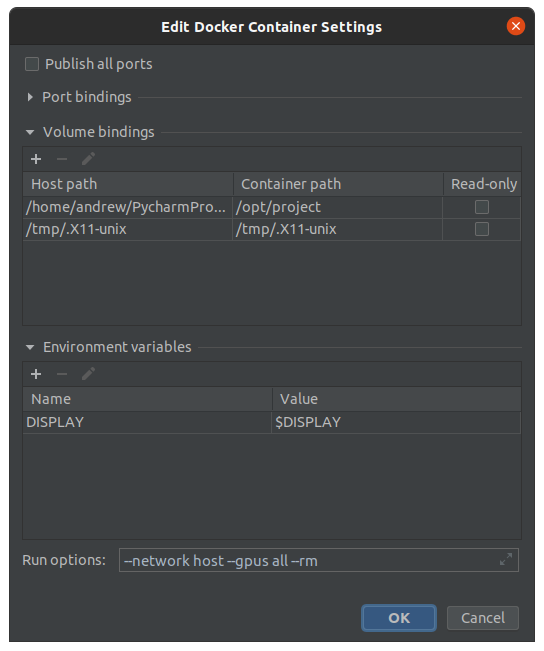 Edit Docker Container Settings
Publish all ports
Port bindings
Volume bindings
Host path Container path Read-only
/home/andrew/PycharmPro... /opt/project
/tmp/.X11-unix /tmp/.X11-unix
Environment variables
Name Value
DISPLAY $DISPLAY
Run options: --network host --gpus all --rm
OK Cancel